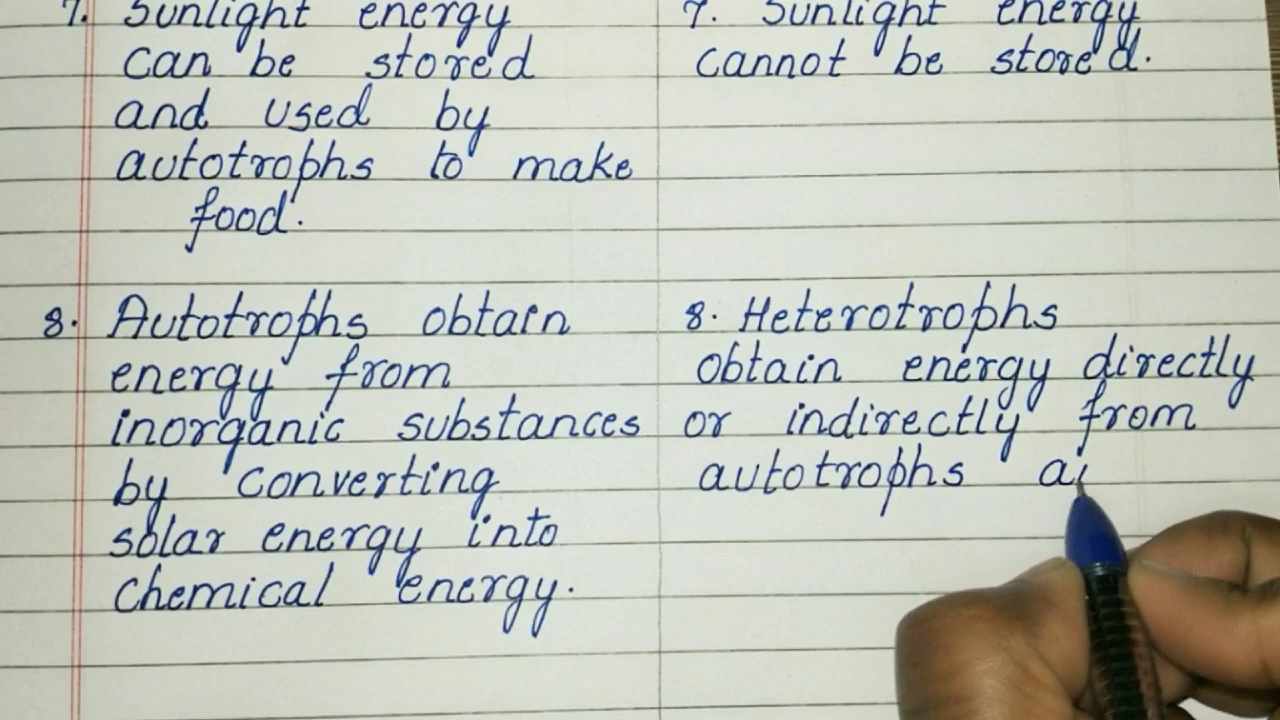 7. Sunlight energy
can be stored
and used by
autotrophs to make
food.
8. Autotrophs obtain
energy from
inorganic substances
by converting
solar energy into
chemical energy.
7. Sunlight energy
cannot be stored.
8. Heterotrophs
obtain energy directly
or indirectly from
autotrophs